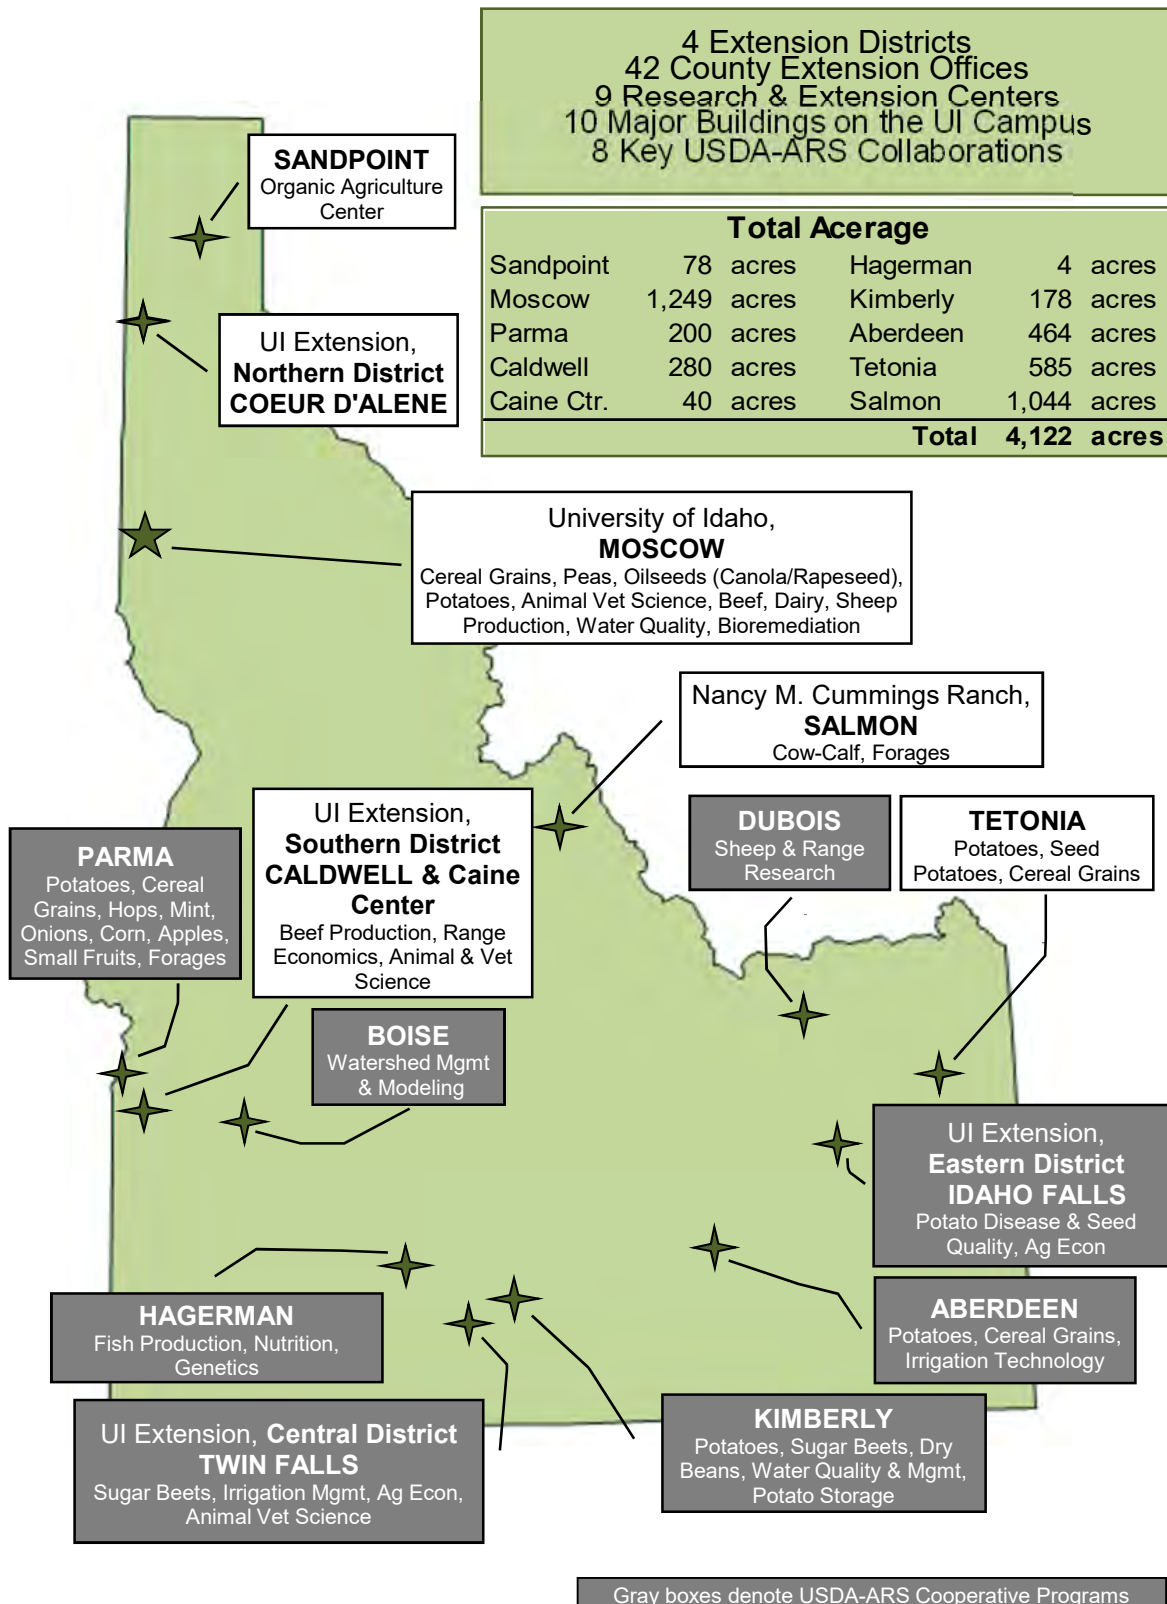 4 Extension Districts
42 County Extension Offices
9 Research & Extension Centers
10 Major Buildings on the UI Campus
8 Key USDA-ARS Collaborations
Total Acerage
Sandpoint 78 acres Hagerman 4 acres
Moscow 1,249 acres Kimberly 178 acres
Parma 200 acres Aberdeen 464 acres
Caldwell 280 acres Tetonia 585 acres
Caine Ctr. 40 acres Salmon 1,044 acres
Total 4,122 acres
SANDPOINT
Organic Agriculture
Center
UI Extension,
Northern District
COEUR D'ALENE
University of Idaho,
MOSCOW
Cereal Grains, Peas, Oilseeds (Canola/Rapeseed),
Potatoes, Animal Vet Science, Beef, Dairy, Sheep
Production, Water Quality, Bioremediation
Nancy M. Cummings Ranch,
SALMON
Cow-Calf, Forages
PARMA
Potatoes, Cereal
Grains, Hops, Mint,
Onions, Corn, Apples,
Small Fruits, Forages
UI Extension,
Southern District
CALDWELL & Caine
Center
Beef Production, Range
Economics, Animal & Vet
Science
DUBOIS
Sheep & Range
Research
TETONIA
Potatoes, Seed
Potatoes, Cereal Grains
BOISE
Watershed Mgmt
& Modeling
UI Extension,
Eastern District
IDAHO FALLS
Potato Disease & Seed
Quality, Ag Econ
HAGERMAN
Fish Production, Nutrition,
Genetics
ABERDEEN
Potatoes, Cereal Grains,
Irrigation Technology
UI Extension, Central District
TWIN FALLS
Sugar Beets, Irrigation Mgmt, Ag Econ,
Animal Vet Science
KIMBERLY
Potatoes, Sugar Beets, Dry
Beans, Water Quality & Mgmt,
Potato Storage
Gray boxes denote USDA-ARS Cooperative Programs